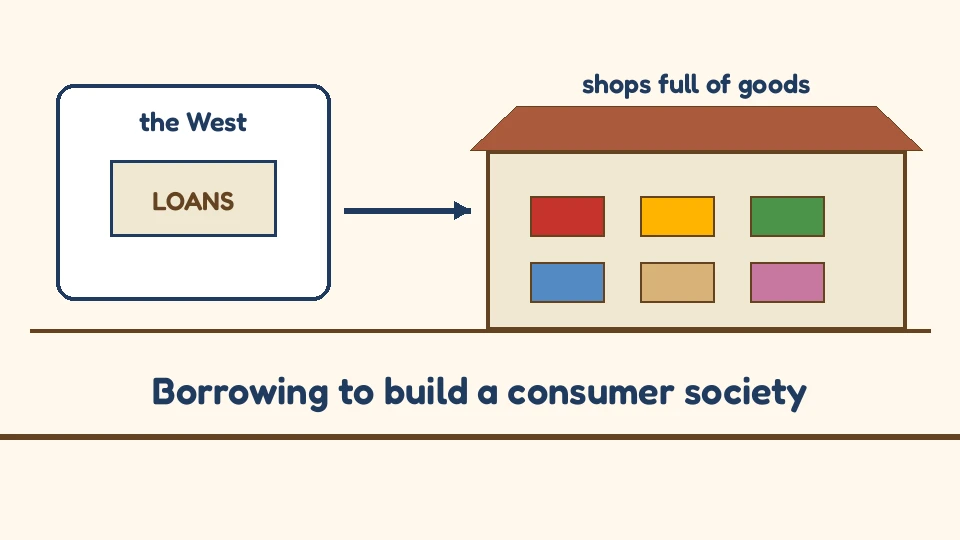 the West
LOANS
shops full of goods
Borrowing to build a consumer society